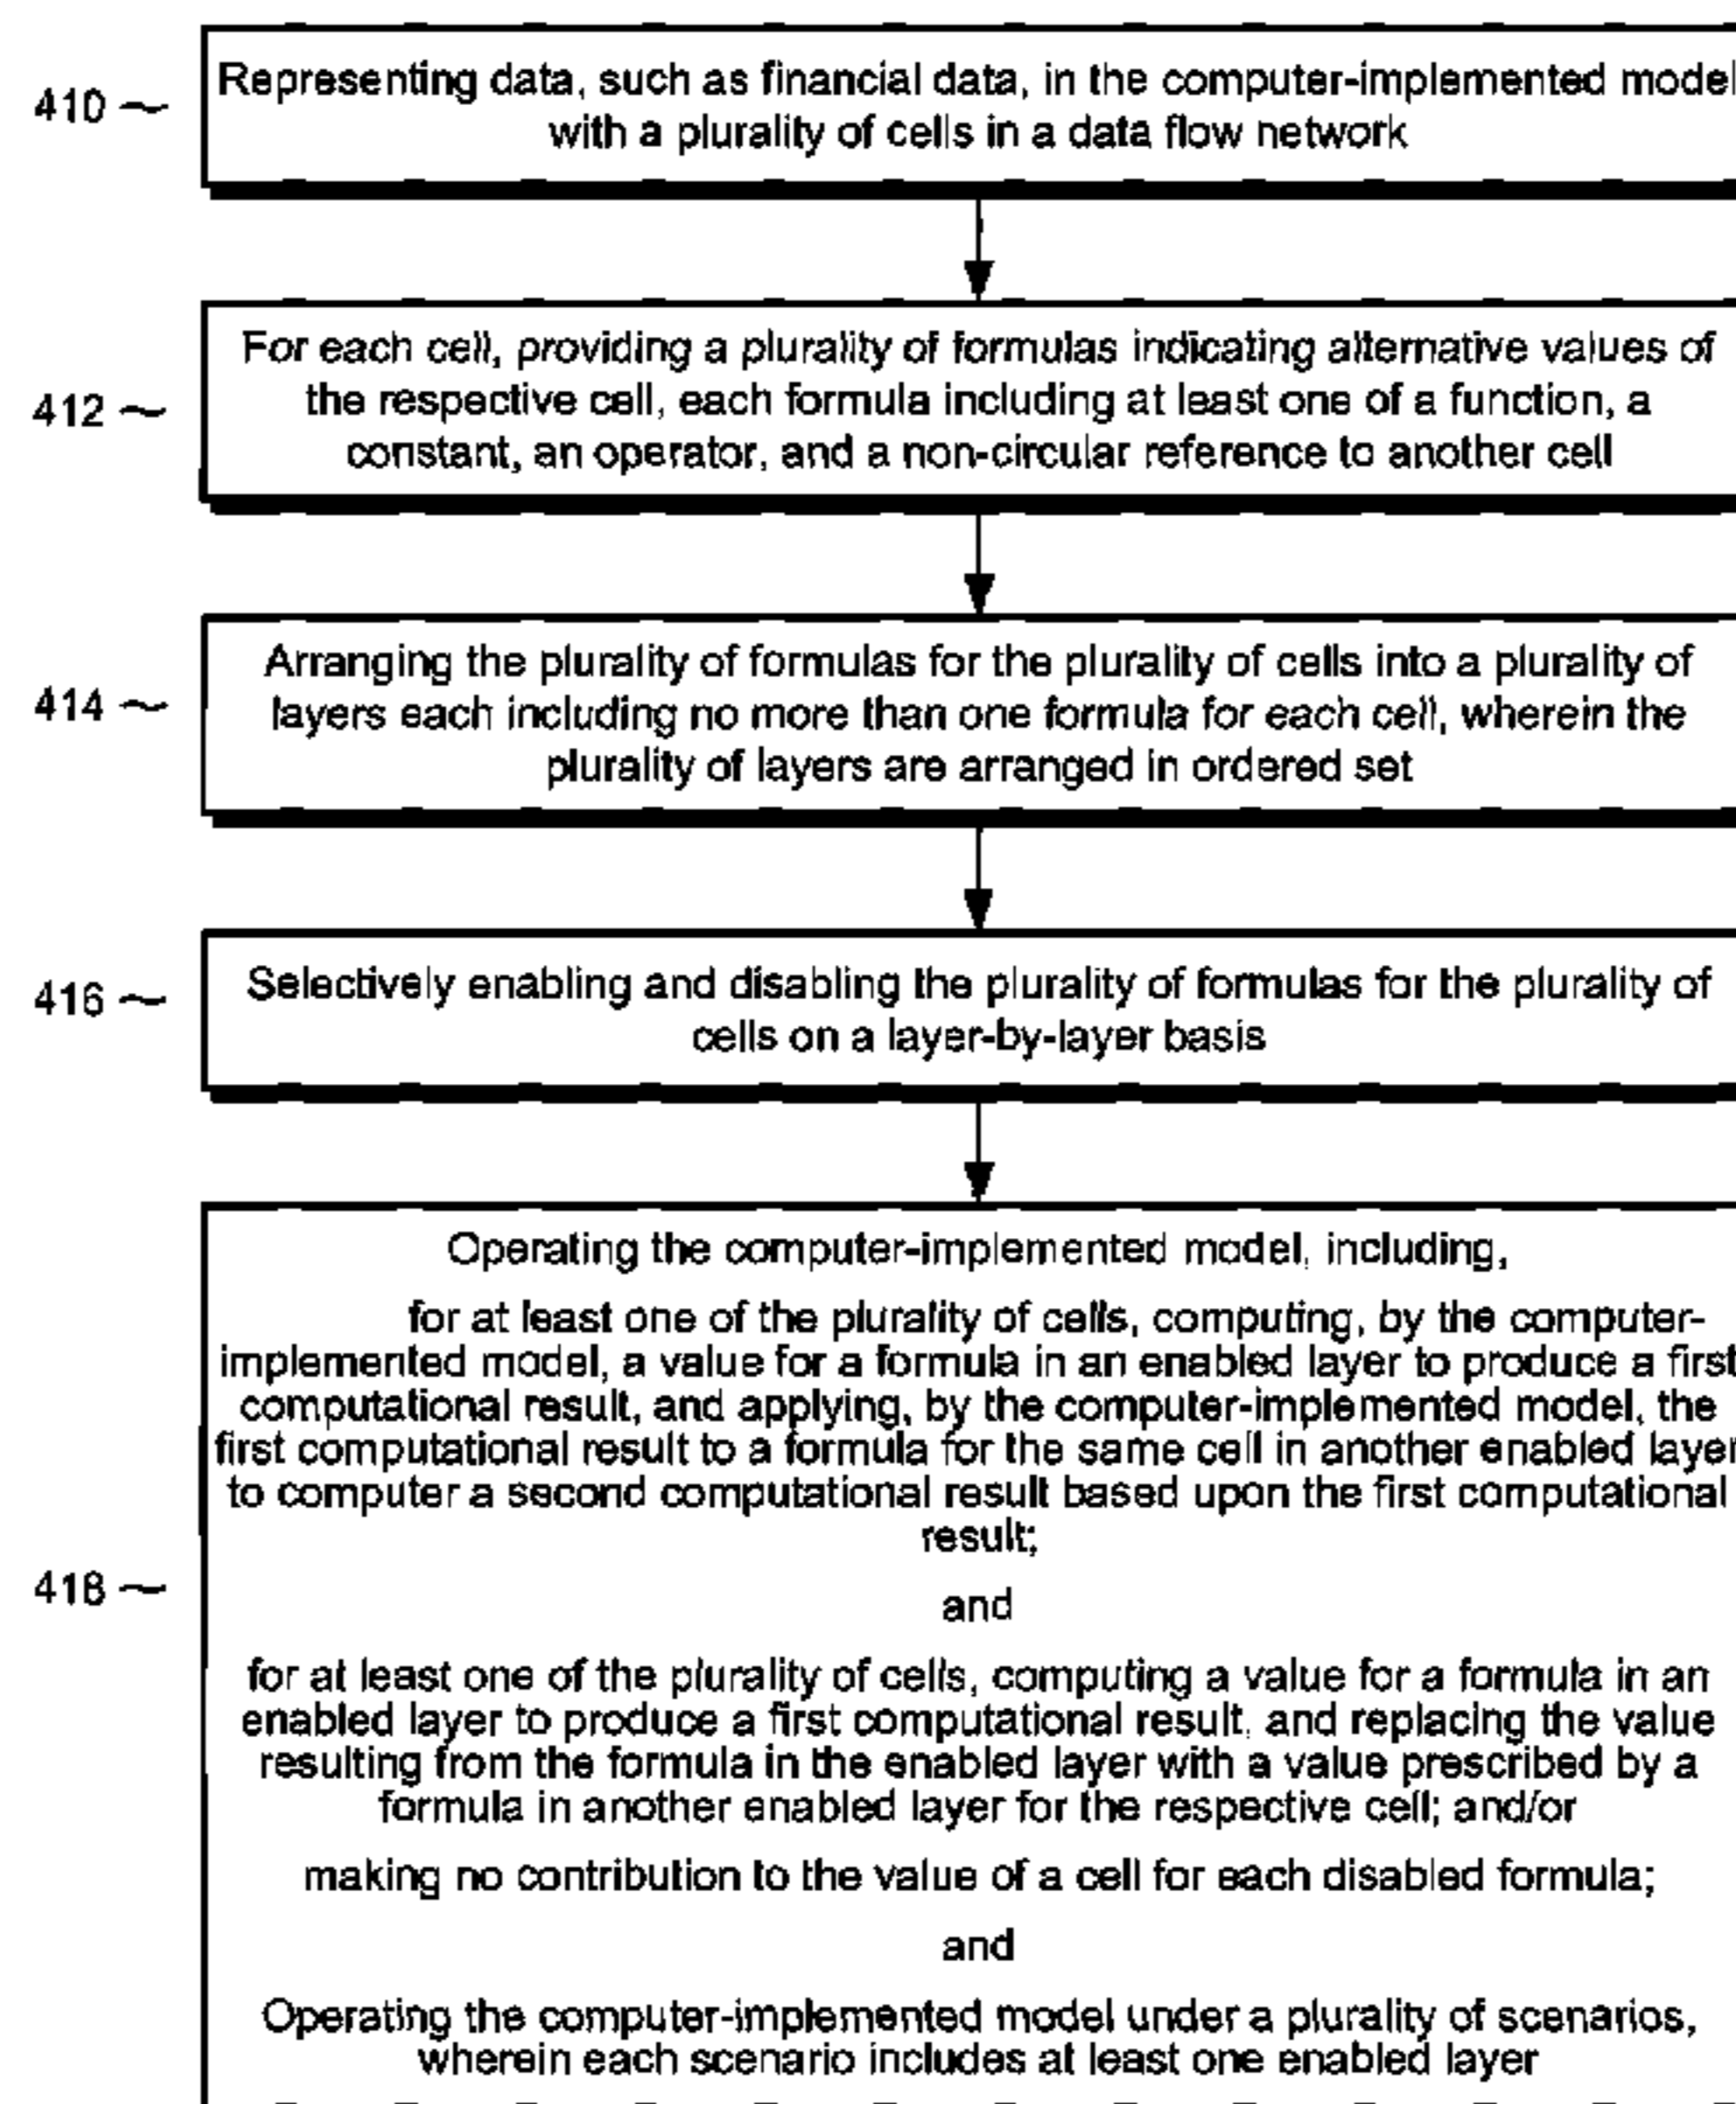 410
Representing data, such as financial data, in the computer-implemented model
with a plurality of cells in a data flow network
412
For each cell, providing a plurality of formulas indicating alternative values of
the respective cell, each formula including at least one of a function, a
constant, an operator, and a non-circular reference to another cell
414
Arranging the plurality of formulas for the plurality of cells into a plurality of
layers each including no more than one formula for each cell, wherein the
plurality of layers are arranged in ordered set
416
Selectively enabling and disabling the plurality of formulas for the plurality of
cells on a layer-by-layer basis
418
Operating the computer-implemented model, including,
for at least one of the plurality of cells, computing, by the computer-
implemented model, a value for a formula in an enabled layer to produce a first
computational result, and applying, by the computer-implemented model, the
first computational result to a formula for the same cell in another enabled layer
to computer a second computational result based upon the first computational
result;
and
for at least one of the plurality of cells, computing a value for a formula in an
enabled layer to produce a first computational result, and replacing the value
resulting from the formula in the enabled layer with a value prescribed by a
formula in another enabled layer for the respective cell; and/or
making no contribution to the value of a cell for each disabled formula;
and
Operating the computer-implemented model under a plurality of scenarios,
wherein each scenario includes at least one enabled layer